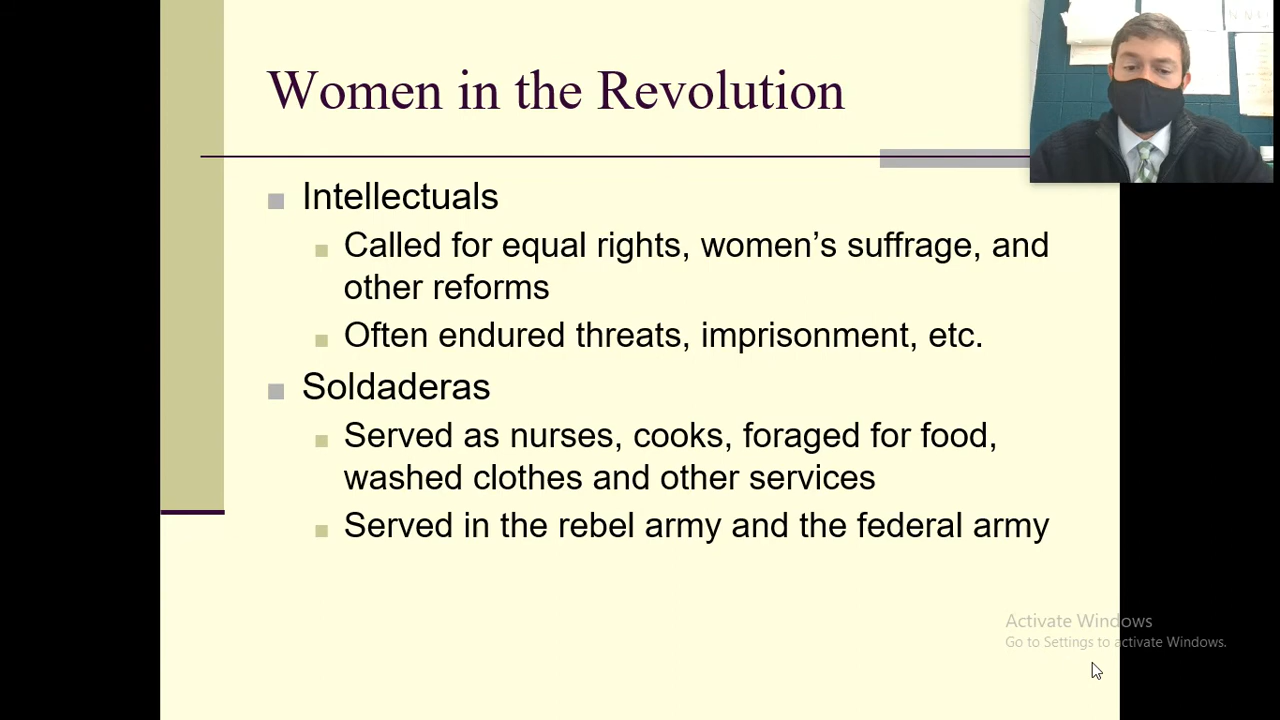 Women in the Revolution
Intellectuals
Called for equal rights, women’s suffrage, and
other reforms
Often endured threats, imprisonment, etc.
Soldaderas
Served as nurses, cooks, foraged for food,
washed clothes and other services
Served in the rebel army and the federal army
Activate Windows
Go to Settings to activate Windows.